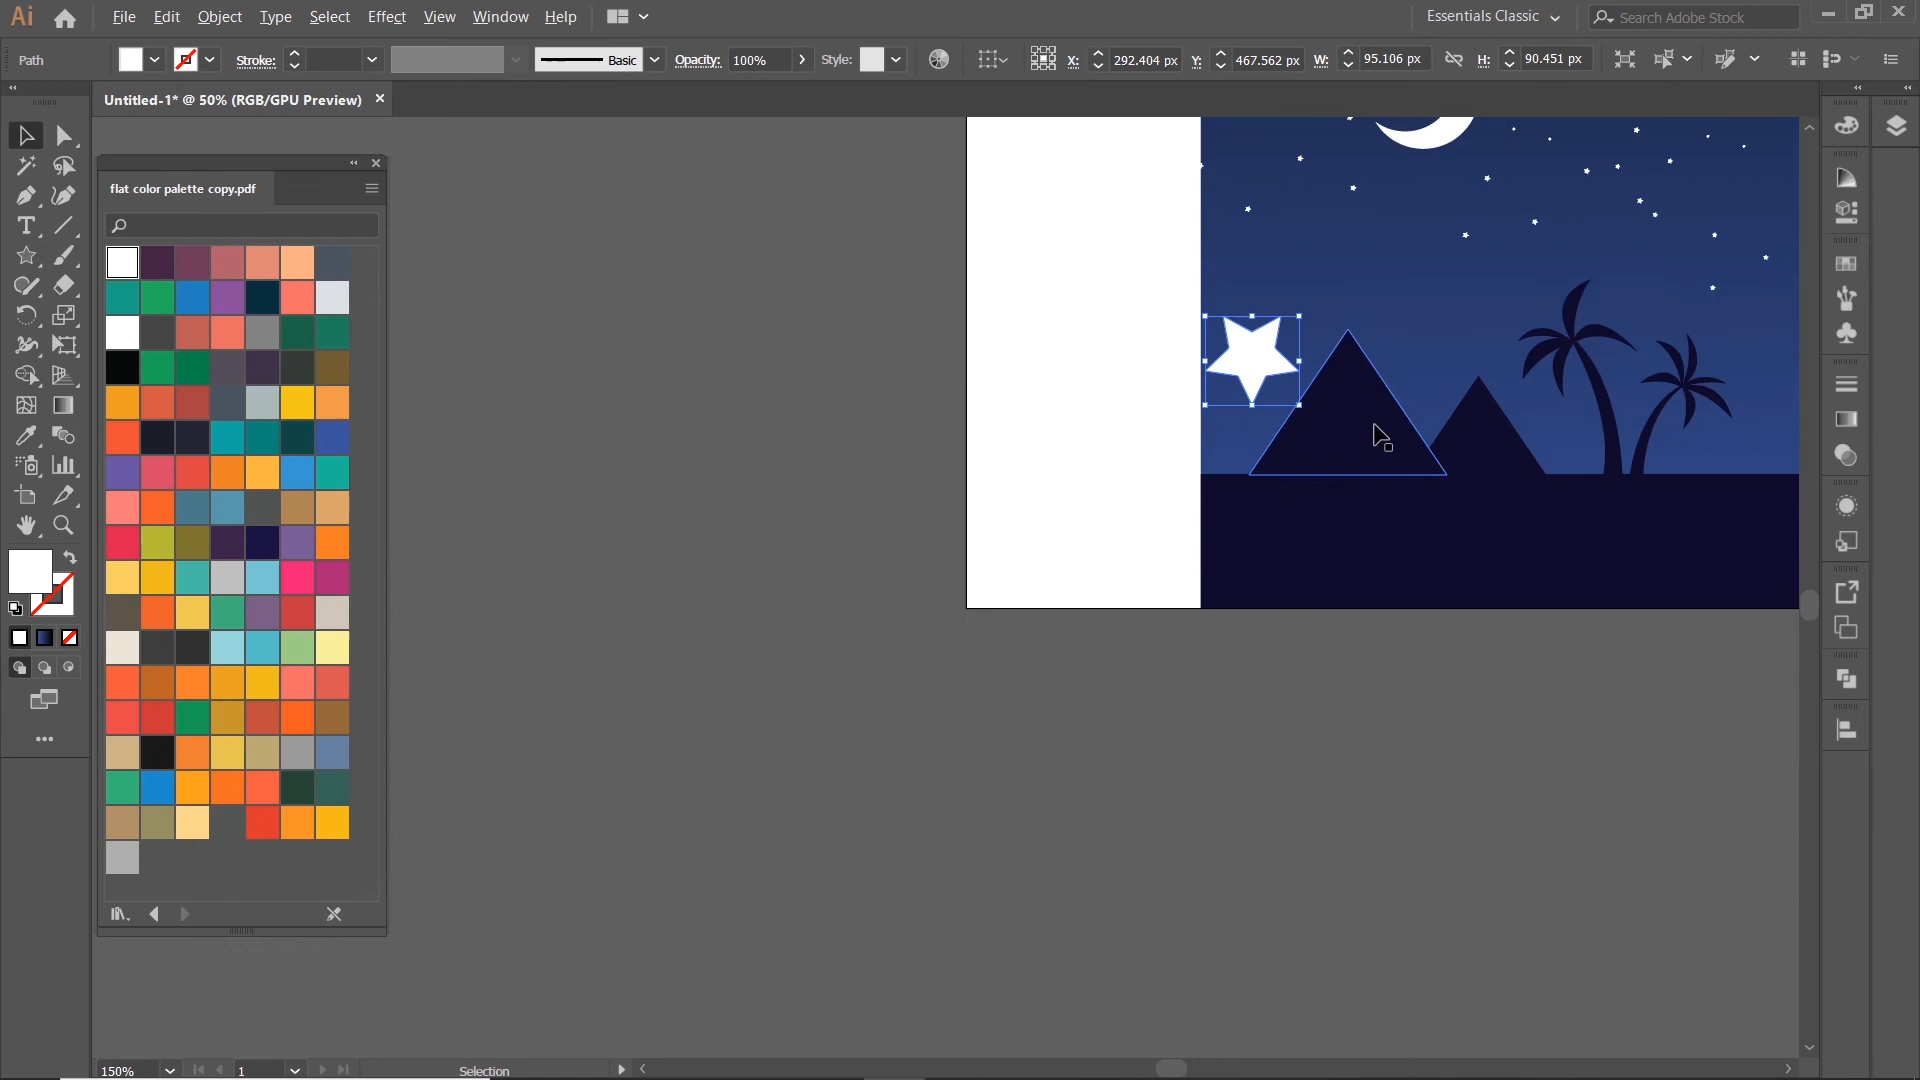 Ai File Edit Object Type Select Effect View Window Help Essentials Classic Search Adobe Stock
Path Stroke: Basic Opacity: 100% Style: X: 292.404 px Y: 467.562 px W: 95.106 px H: 90.451 px
Untitled-1* @ 50% (RGB/GPU Preview)
flat color palette copy.pdf
150% 1 Selection